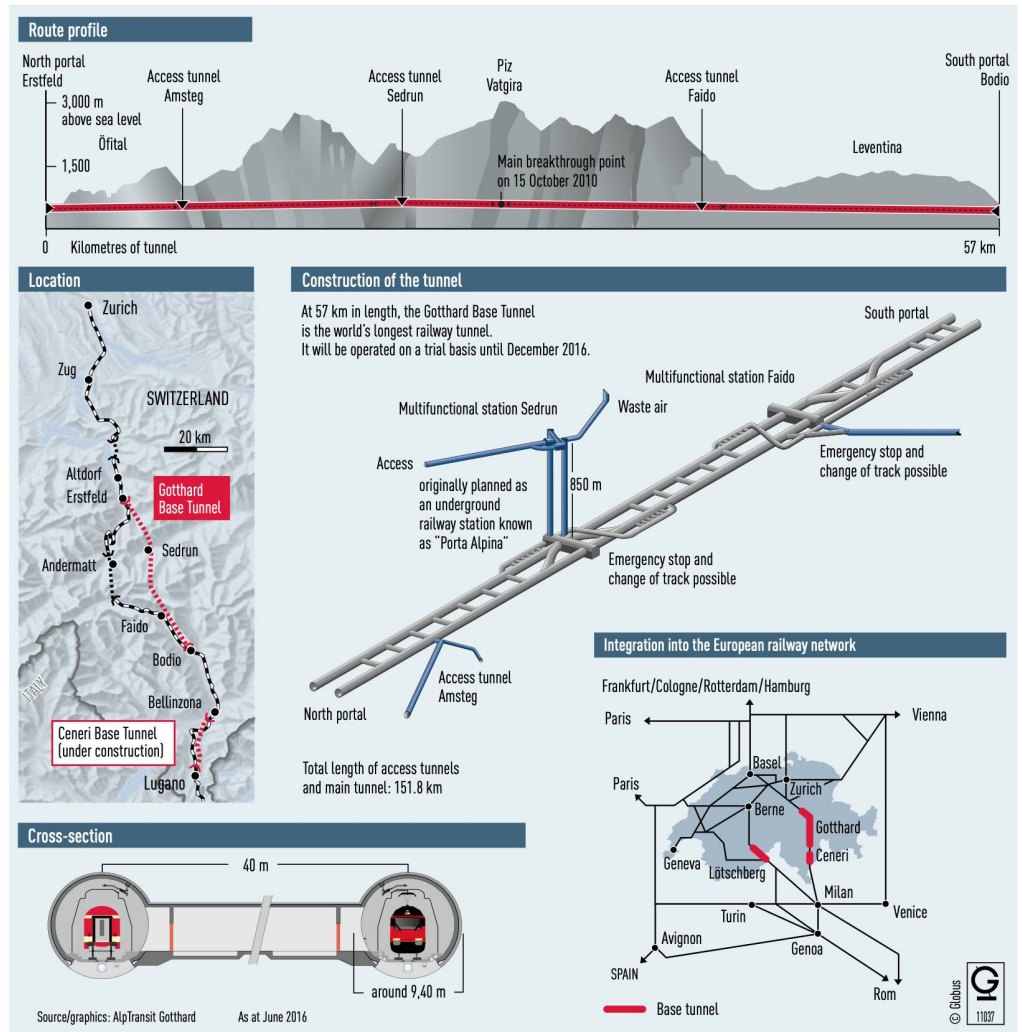 Route profile
North portal
Erstfeld
Access tunnel
Amsteg
Access tunnel
Sedrun
Piz
Vatgira
Access tunnel
Faido
South portal
Bodio
3,000 m
above sea level
Öfital
1,500
Main breakthrough point
on 15 October 2010
Leventina
0
Kilometres of tunnel
57 km
Location
Zurich
Zug
SWITZERLAND
20 km
Altdorf
Erstfeld
Gotthard
Base Tunnel
Sedrun
Andermatt
Faido
Bodio
ITALY
Bellinzona
Ceneri Base Tunnel
(under construction)
Lugano
Construction of the tunnel
At 57 km in length, the Gotthard Base Tunnel
is the world's longest railway tunnel.
It will be operated on a trial basis until December 2016.
South portal
Multifunctional station Faido
Multifunctional station Sedrun
Waste air
Access
Emergency stop and
change of track possible
originally planned as
an underground
railway station known
as "Porta Alpina"
850 m
Emergency stop and
change of track possible
Access tunnel
Amsteg
North portal
Total length of access tunnels
and main tunnel: 151.8 km
Integration into the European railway network
Frankfurt/Cologne/Rotterdam/Hamburg
Paris
Vienna
Basel
Zurich
Paris
Berne
Gotthard
Geneva
Lötschberg
Ceneri
Milan
Turin
Venice
Avignon
Genoa
SPAIN
Rom
Base tunnel
Cross-section
40 m
around 9,40 m
Source/graphics: AlpTransit Gotthard
As at June 2016
© Globus
11037